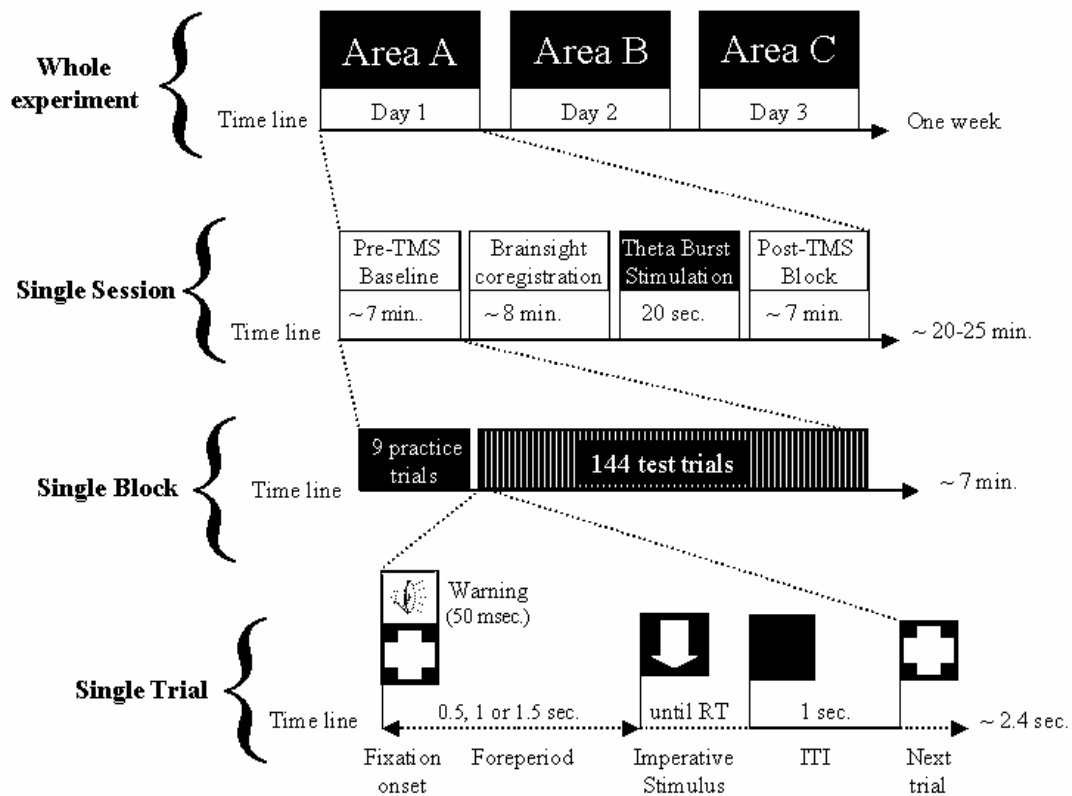 Whole
experiment
Area A
Area B
Area C
Day 1
Day 2
Day 3
Time line
One week
Single Session
Pre-TMS
Baseline
Brainsight
coregistration
Theta Burst
Stimulation
Post-TMS
Block
~ 7 min..
~ 8 min.
20 sec.
~ 7 min.
Time line
~ 20-25 min.
Single Block
9 practice
trials
144 test trials
Time line
~ 7 min.
Single Trial
Warning
(50 msec.)
0.5, 1 or 1.5 sec.
until RT
1 sec.
Time line
~ 2.4 sec.
Fixation
onset
Foreperiod
Imperative
Stimulus
ITI
Next
trial